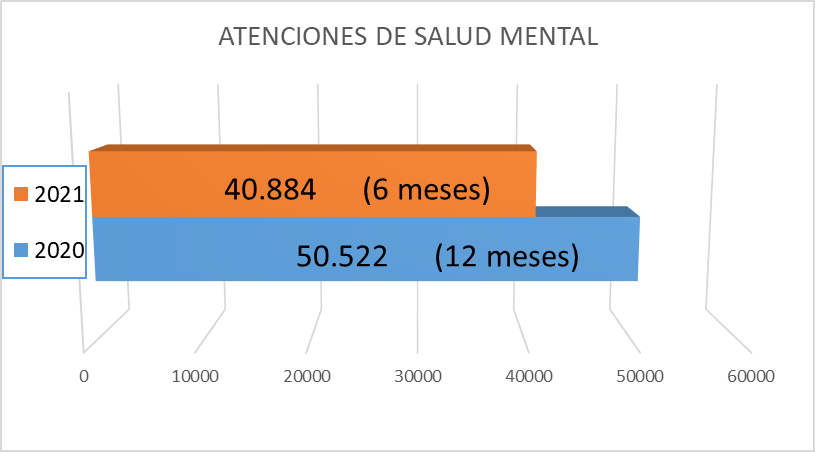 ATENCIONES DE SALUD MENTAL
2021
40.884 (6 meses)
2020
50.522 (12 meses)
0 10000 20000 30000 40000 50000 60000